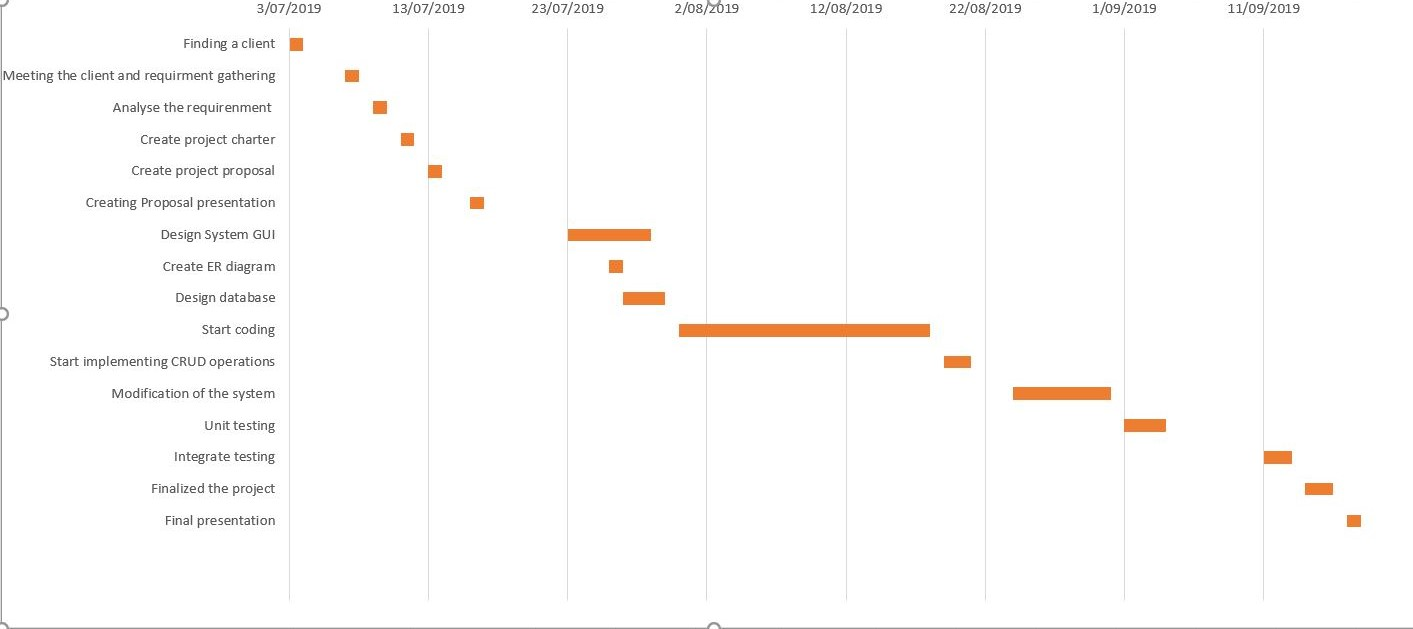 3/07/2019 13/07/2019 23/07/2019 2/08/2019 12/08/2019 22/08/2019 1/09/2019 11/09/2019
Finding a client
Meeting the client and requirment gathering
Analyse the requirenment
Create project charter
Create project proposal
Creating Proposal presentation
Design System GUI
Create ER diagram
Design database
Start coding
Start implementing CRUD operations
Modification of the system
Unit testing
Integrate testing
Finalized the project
Final presentation